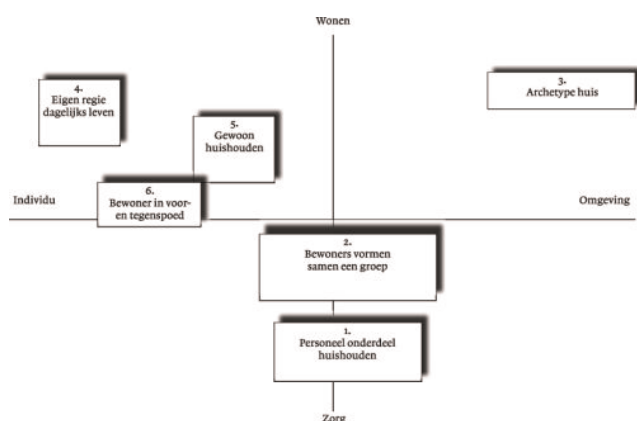 Wonen
4.
Eigen regie
dagelijks leven
3.
Archetype huis
5.
Gewoon
huishouden
6.
Bewoner in voor-
en tegenspoed
Individu
Omgeving
2.
Bewoners vormen
samen een groep
1.
Personeel onderdeel
huishouden
Zorg